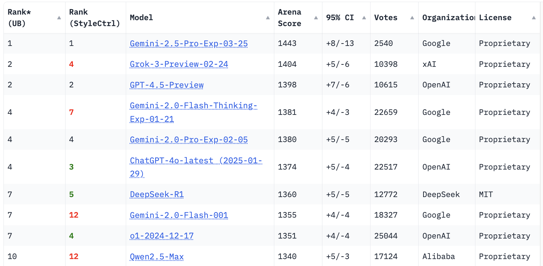 Rank* (UB) Rank (StyleCtrl) Model Arena Score 95% CI Votes Organization License
1 1 Gemini-2.5-Pro-Exp-03-25 1443 +8/-13 2540 Google Proprietary
2 4 Grok-3-Preview-02-24 1404 +5/-6 10398 xAI Proprietary
2 2 GPT-4.5-Preview 1398 +7/-6 10615 OpenAI Proprietary
4 7 Gemini-2.0-Flash-Thinking-Exp-01-21 1381 +4/-3 22659 Google Proprietary
4 4 Gemini-2.0-Pro-Exp-02-05 1380 +5/-5 20293 Google Proprietary
4 3 ChatGPT-4o-latest (2025-01-29) 1374 +5/-4 22517 OpenAI Proprietary
7 5 DeepSeek-R1 1360 +5/-5 12772 DeepSeek MIT
7 12 Gemini-2.0-Flash-001 1355 +4/-4 18327 Google Proprietary
7 4 o1-2024-12-17 1351 +4/-4 25044 OpenAI Proprietary
10 12 Qwen2.5-Max 1340 +5/-3 17124 Alibaba Proprietary